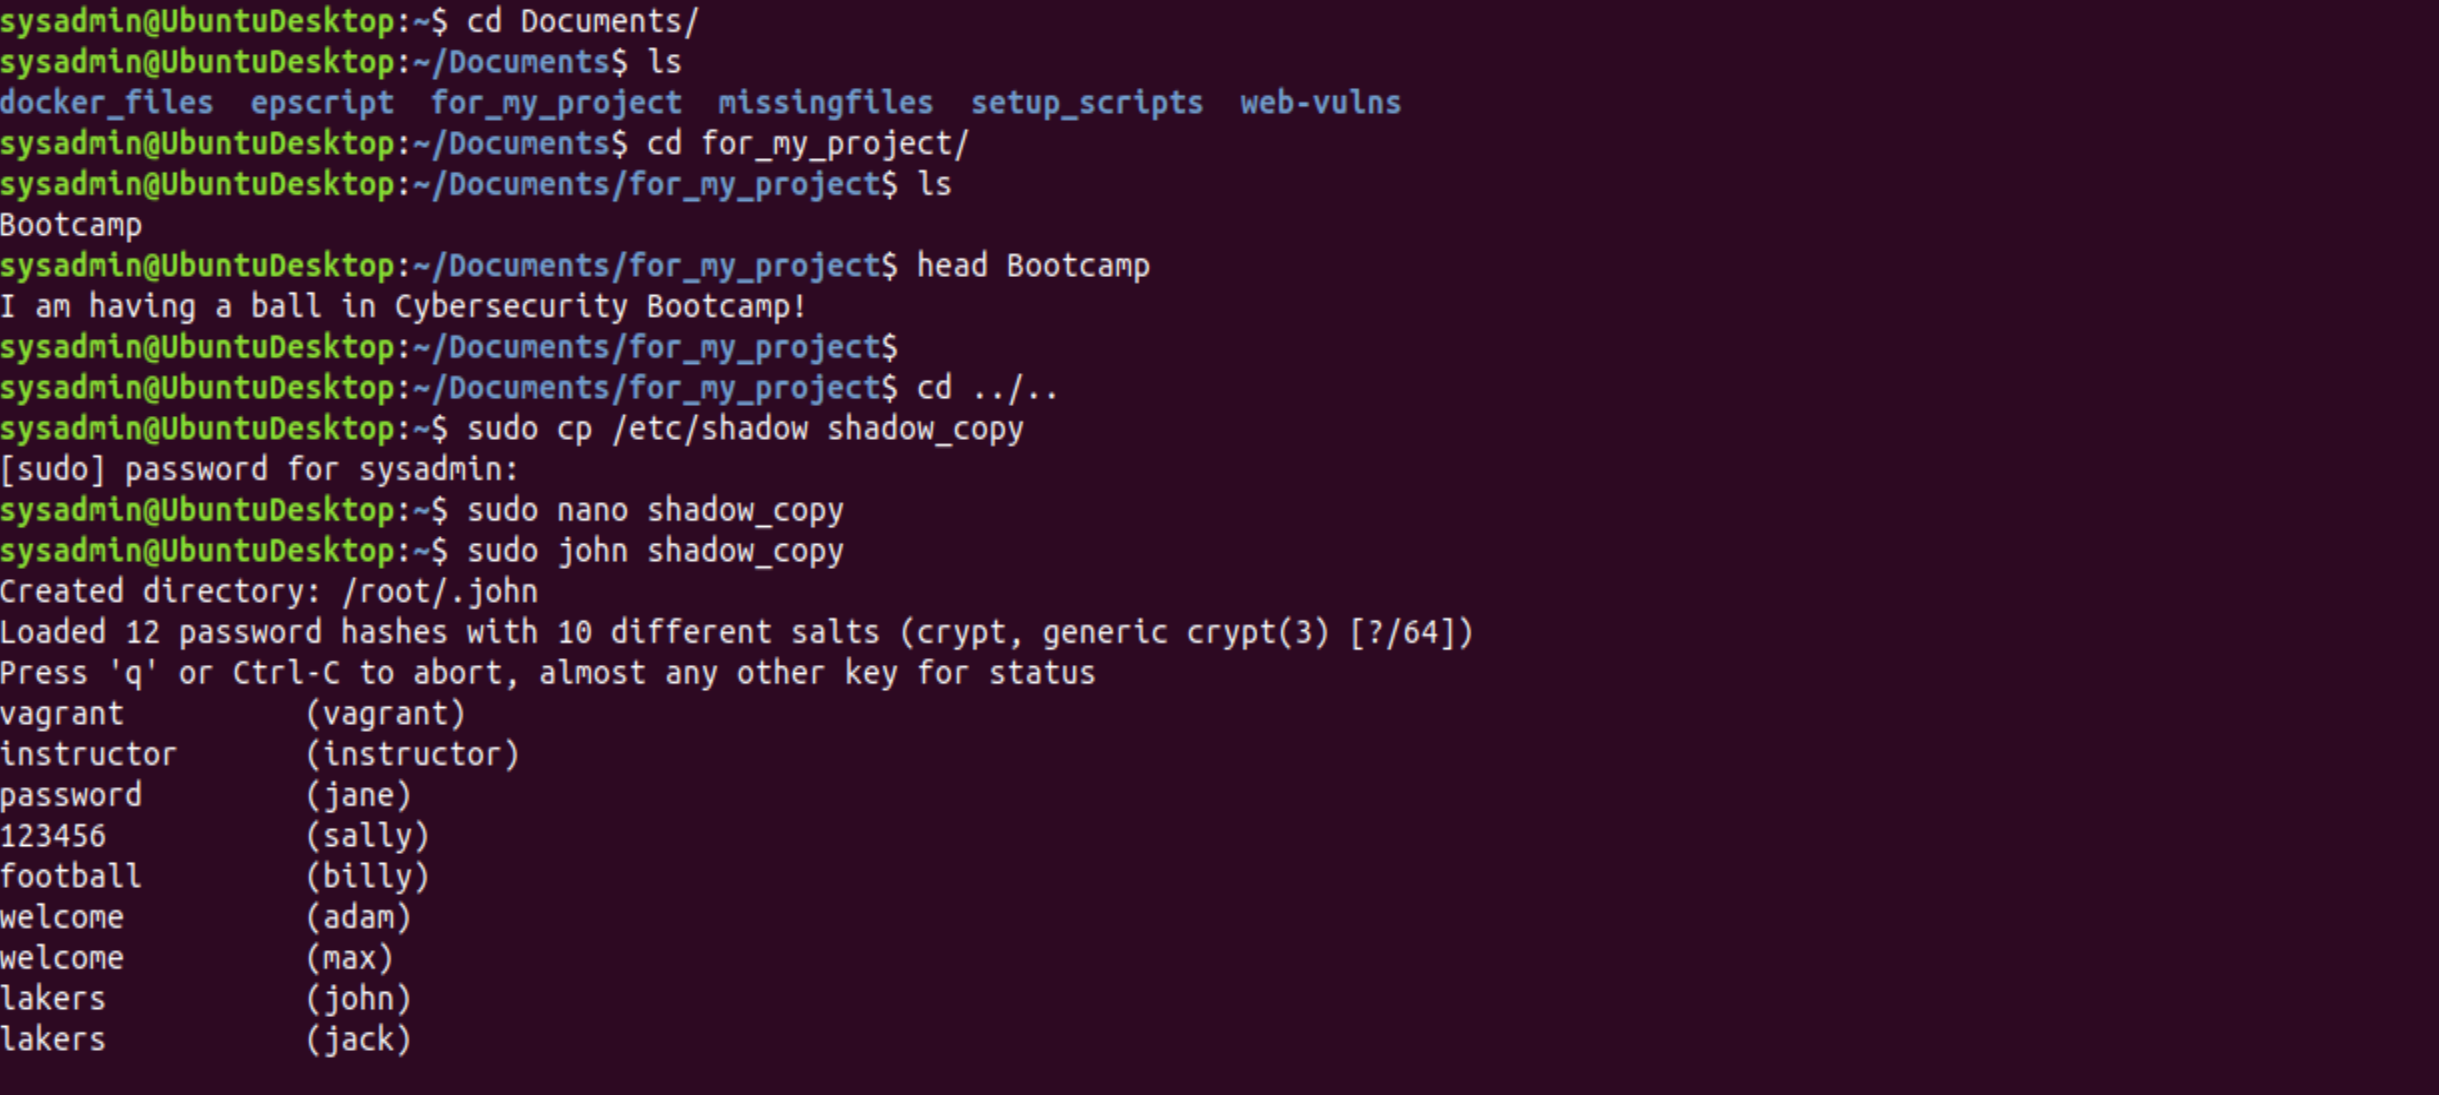 sysadmin@UbuntuDesktop:~$ cd Documents/
sysadmin@UbuntuDesktop:~/Documents$ ls
docker_files  epscript  for_my_project  missingfiles  setup_scripts  web-vulns
sysadmin@UbuntuDesktop:~/Documents$ cd for_my_project/
sysadmin@UbuntuDesktop:~/Documents/for_my_project$ ls
Bootcamp
sysadmin@UbuntuDesktop:~/Documents/for_my_project$ head Bootcamp
I am having a ball in Cybersecurity Bootcamp!
sysadmin@UbuntuDesktop:~/Documents/for_my_project$
sysadmin@UbuntuDesktop:~/Documents/for_my_project$ cd ../..
sysadmin@UbuntuDesktop:~$ sudo cp /etc/shadow shadow_copy
[sudo] password for sysadmin:
sysadmin@UbuntuDesktop:~$ sudo nano shadow_copy
sysadmin@UbuntuDesktop:~$ sudo john shadow_copy
Created directory: /root/.john
Loaded 12 password hashes with 10 different salts (crypt, generic crypt(3) [?/64])
Press 'q' or Ctrl-C to abort, almost any other key for status
vagrant          (vagrant)
instructor       (instructor)
password         (jane)
123456           (sally)
football         (billy)
welcome          (adam)
welcome          (max)
lakers           (john)
lakers           (jack)